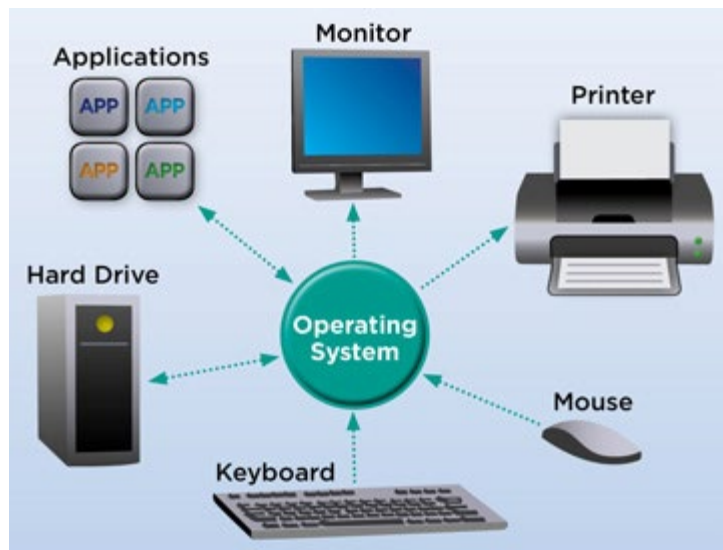 Monitor
Applications
APP APP
APP APP
Printer
Hard Drive
Operating
System
Mouse
Keyboard